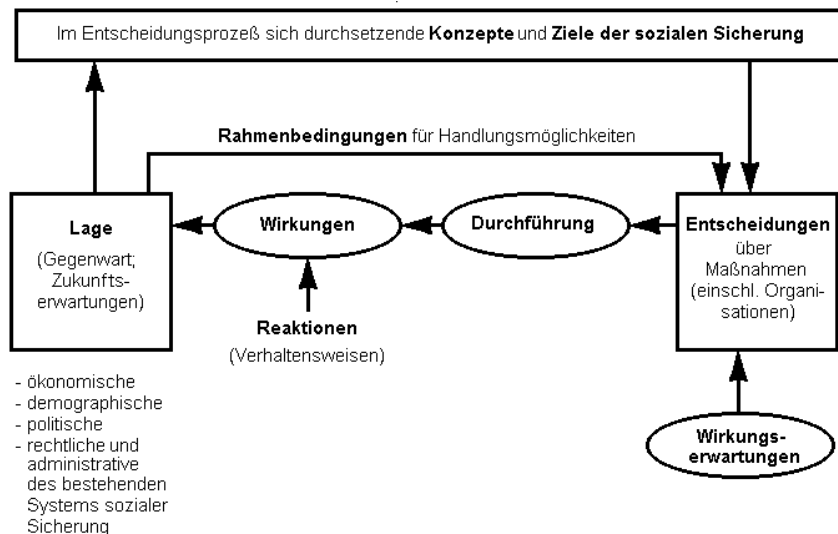 Im Entscheidungsprozeß sich durchsetzende Konzepte und Ziele der sozialen Sicherung
Rahmenbedingungen für Handlungsmöglichkeiten
Lage
(Gegenwart;
Zukunfts-
erwartungen)
Wirkungen
Durchführung
Entscheidungen
über
Maßnahmen
(einschl. Organi-
sationen)
Reaktionen
(Verhaltensweisen)
- ökonomische
- demographische
- politische
- rechtliche und
administrative
des bestehenden
Systems sozialer
Sicherung
Wirkungs-
erwartungen